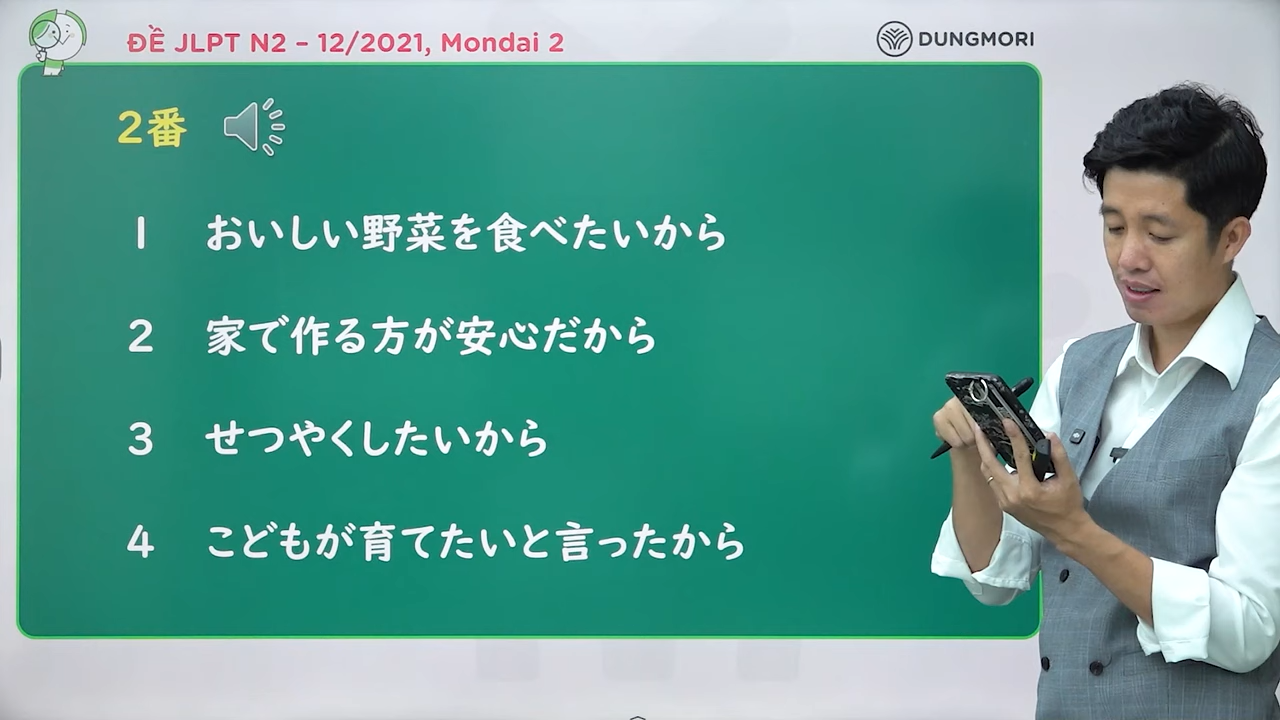 ĐỀ JLPT N2 – 12/2021, Mondai 2
DUNGMORI
2番
1 おいしい野菜を食べたいから
2 家で作る方が安心だから
3 せつやくしたいから
4 こどもが育てたいと言ったから